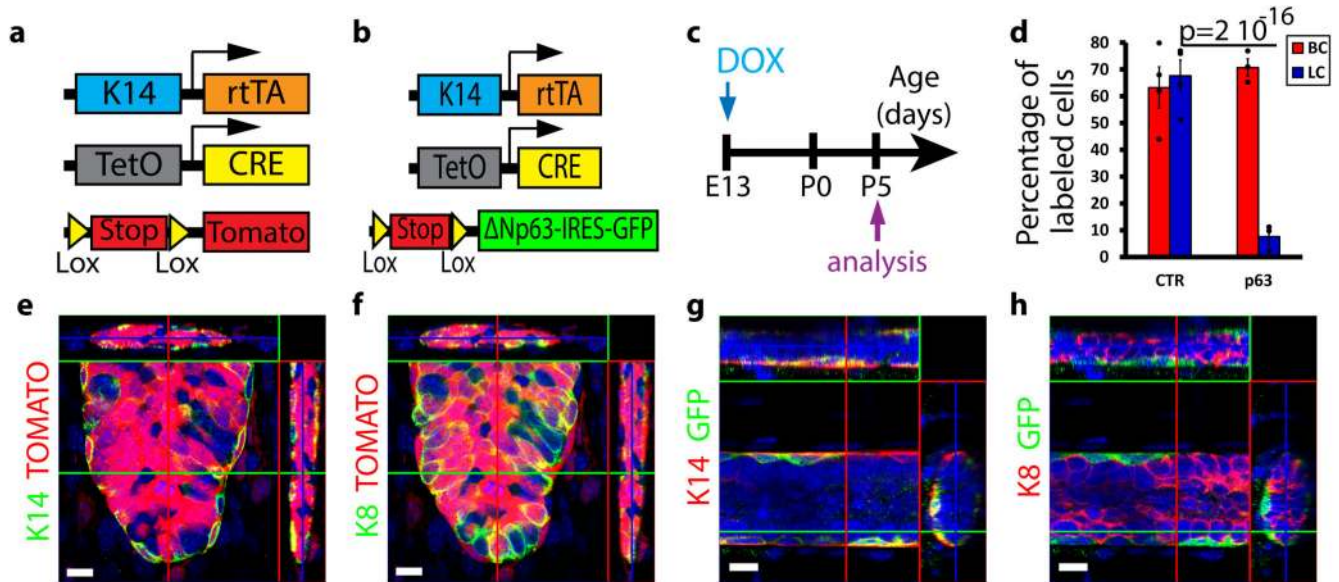 a
K14 rtTA
TetO CRE
Stop Tomato
Lox Lox
b
K14 rtTA
TetO CRE
Stop ΔNp63-IRES-GFP
Lox Lox
c
DOX
Age
(days)
E13 P0 P5
analysis
d
p=2 10-16
BC
LC
Percentage of
labeled cells
80
70
60
50
40
30
20
10
0
CTR p63
e
K14 TOMATO
f
K8 TOMATO
g
K14 GFP
h
K8 GFP